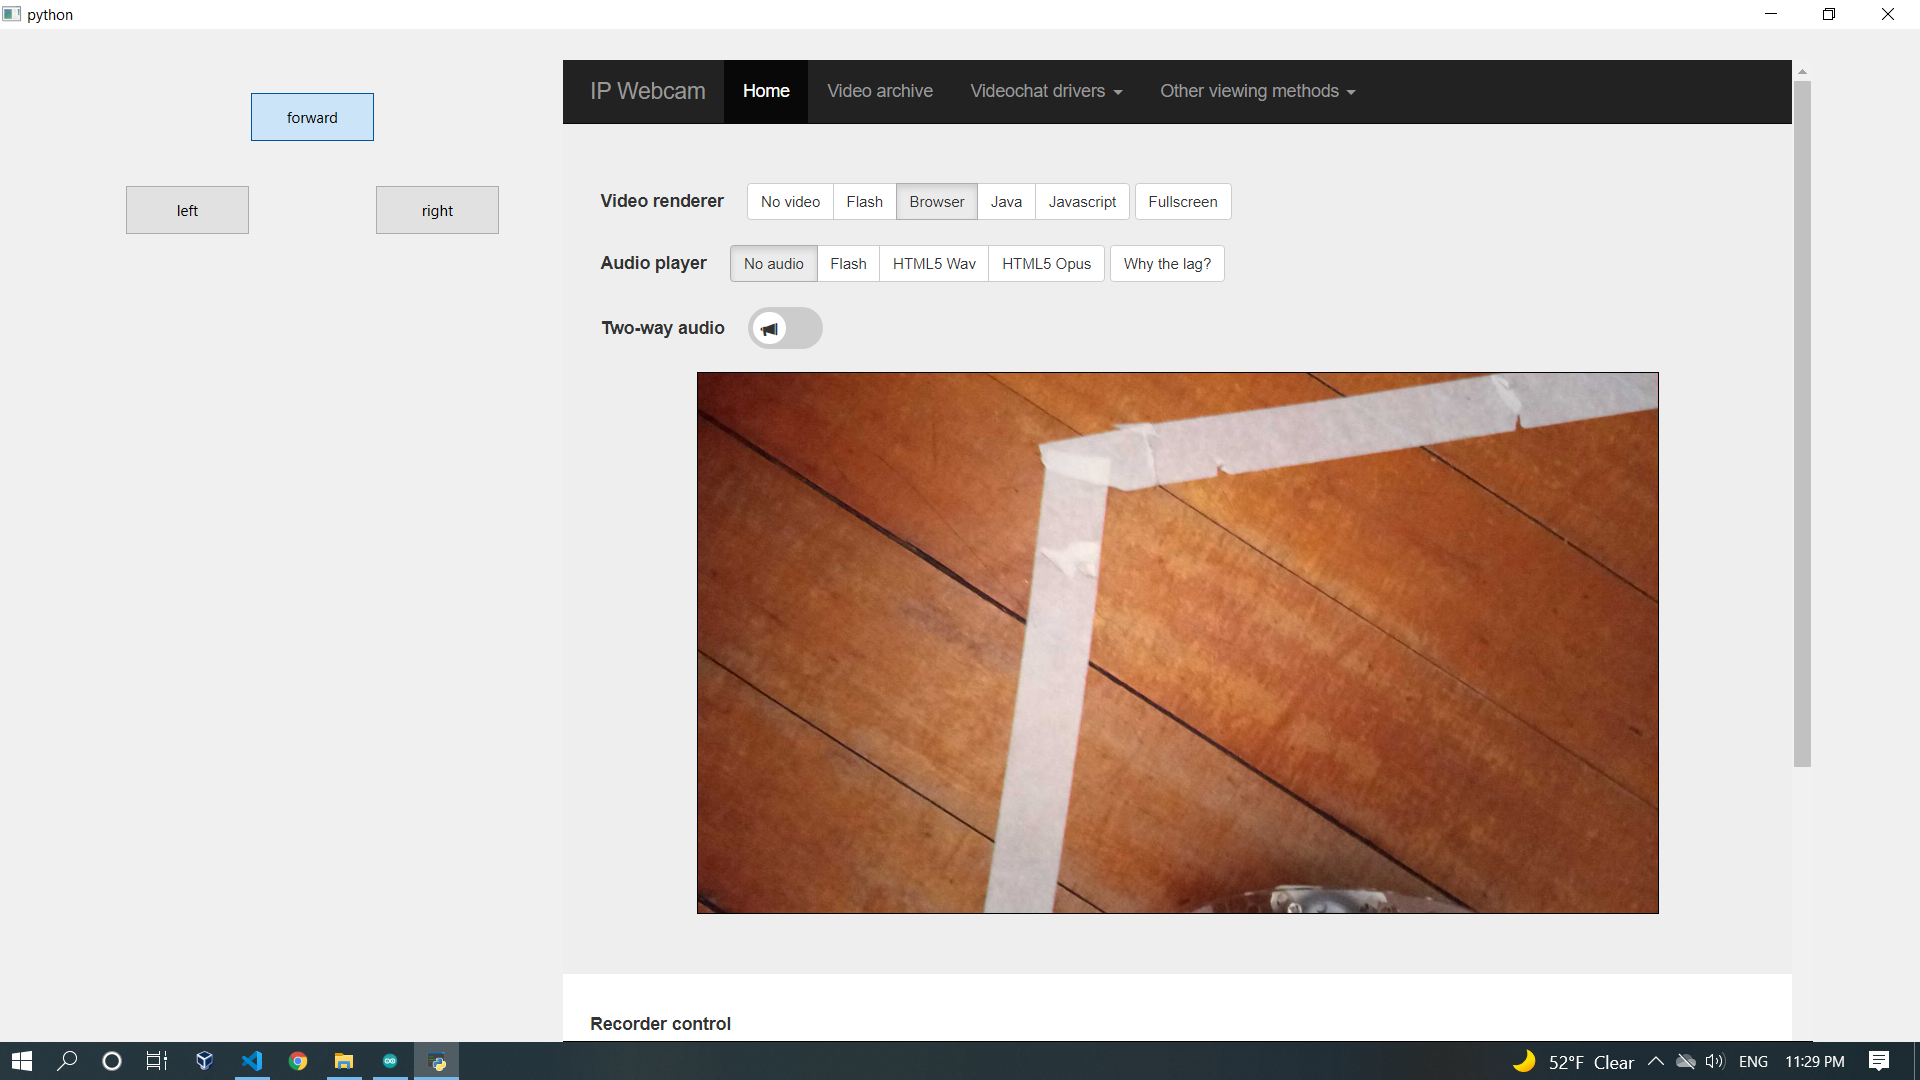 python
forward
left right
IP Webcam Home Video archive Videochat drivers Other viewing methods
Video renderer No video Flash Browser Java Javascript Fullscreen
Audio player No audio Flash HTML5 Wav HTML5 Opus Why the lag?
Two-way audio
Recorder control
52°F Clear ENG 11:29 PM